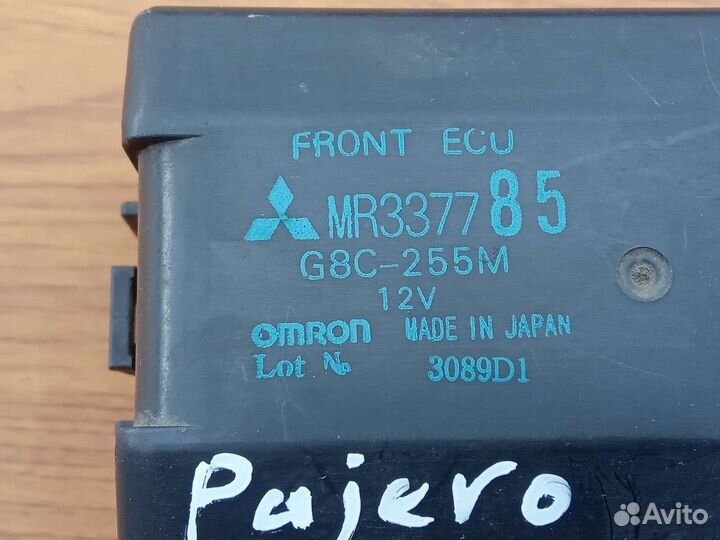 FRONT ECU
MR337785
G8C-255M
12V
OMRON MADE IN JAPAN
Lot № 3089D1
Pajero
Avito